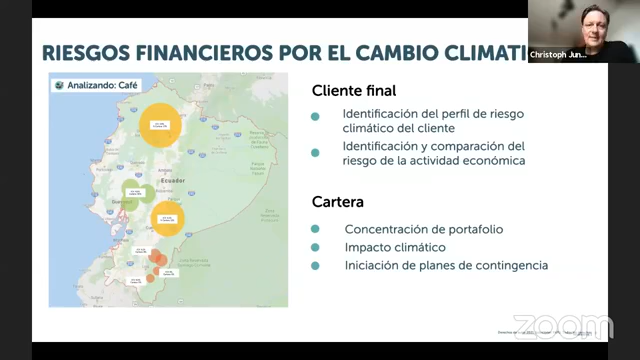 RIESGOS FINANCIEROS POR EL CAMBIO CLIMATI
Christoph Jun...
Analizando: Café
Ecuador
Cliente final
Identificación del perfil de riesgo
climático del cliente
Identificación y comparación del
riesgo de la actividad económica
Cartera
Concentración de portafolio
Impacto climático
Iniciación de planes de contingencia
zoom